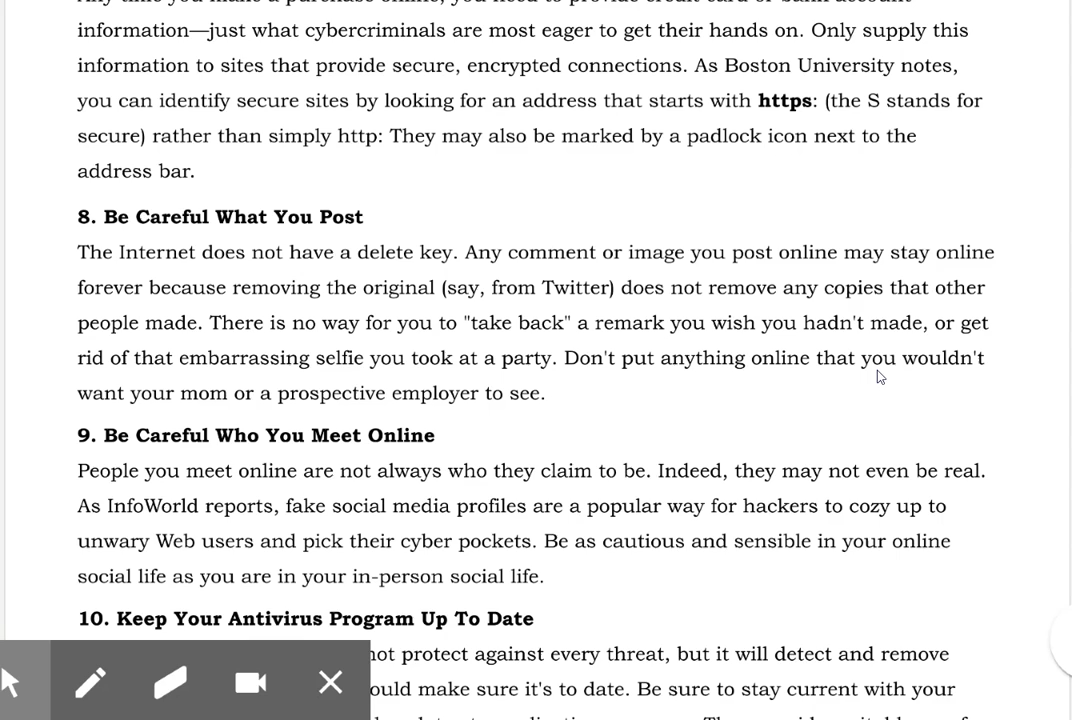 information—just what cybercriminals are most eager to get their hands on. Only supply this
information to sites that provide secure, encrypted connections. As Boston University notes,
you can identify secure sites by looking for an address that starts with https: (the S stands for
secure) rather than simply http: They may also be marked by a padlock icon next to the
address bar.
8. Be Careful What You Post
The Internet does not have a delete key. Any comment or image you post online may stay online
forever because removing the original (say, from Twitter) does not remove any copies that other
people made. There is no way for you to "take back" a remark you wish you hadn't made, or get
rid of that embarrassing selfie you took at a party. Don't put anything online that you wouldn't
want your mom or a prospective employer to see.
9. Be Careful Who You Meet Online
People you meet online are not always who they claim to be. Indeed, they may not even be real.
As InfoWorld reports, fake social media profiles are a popular way for hackers to cozy up to
unwary Web users and pick their cyber pockets. Be as cautious and sensible in your online
social life as you are in your in-person social life.
10. Keep Your Antivirus Program Up To Date
not protect against every threat, but it will detect and remove
ould make sure it's to date. Be sure to stay current with your